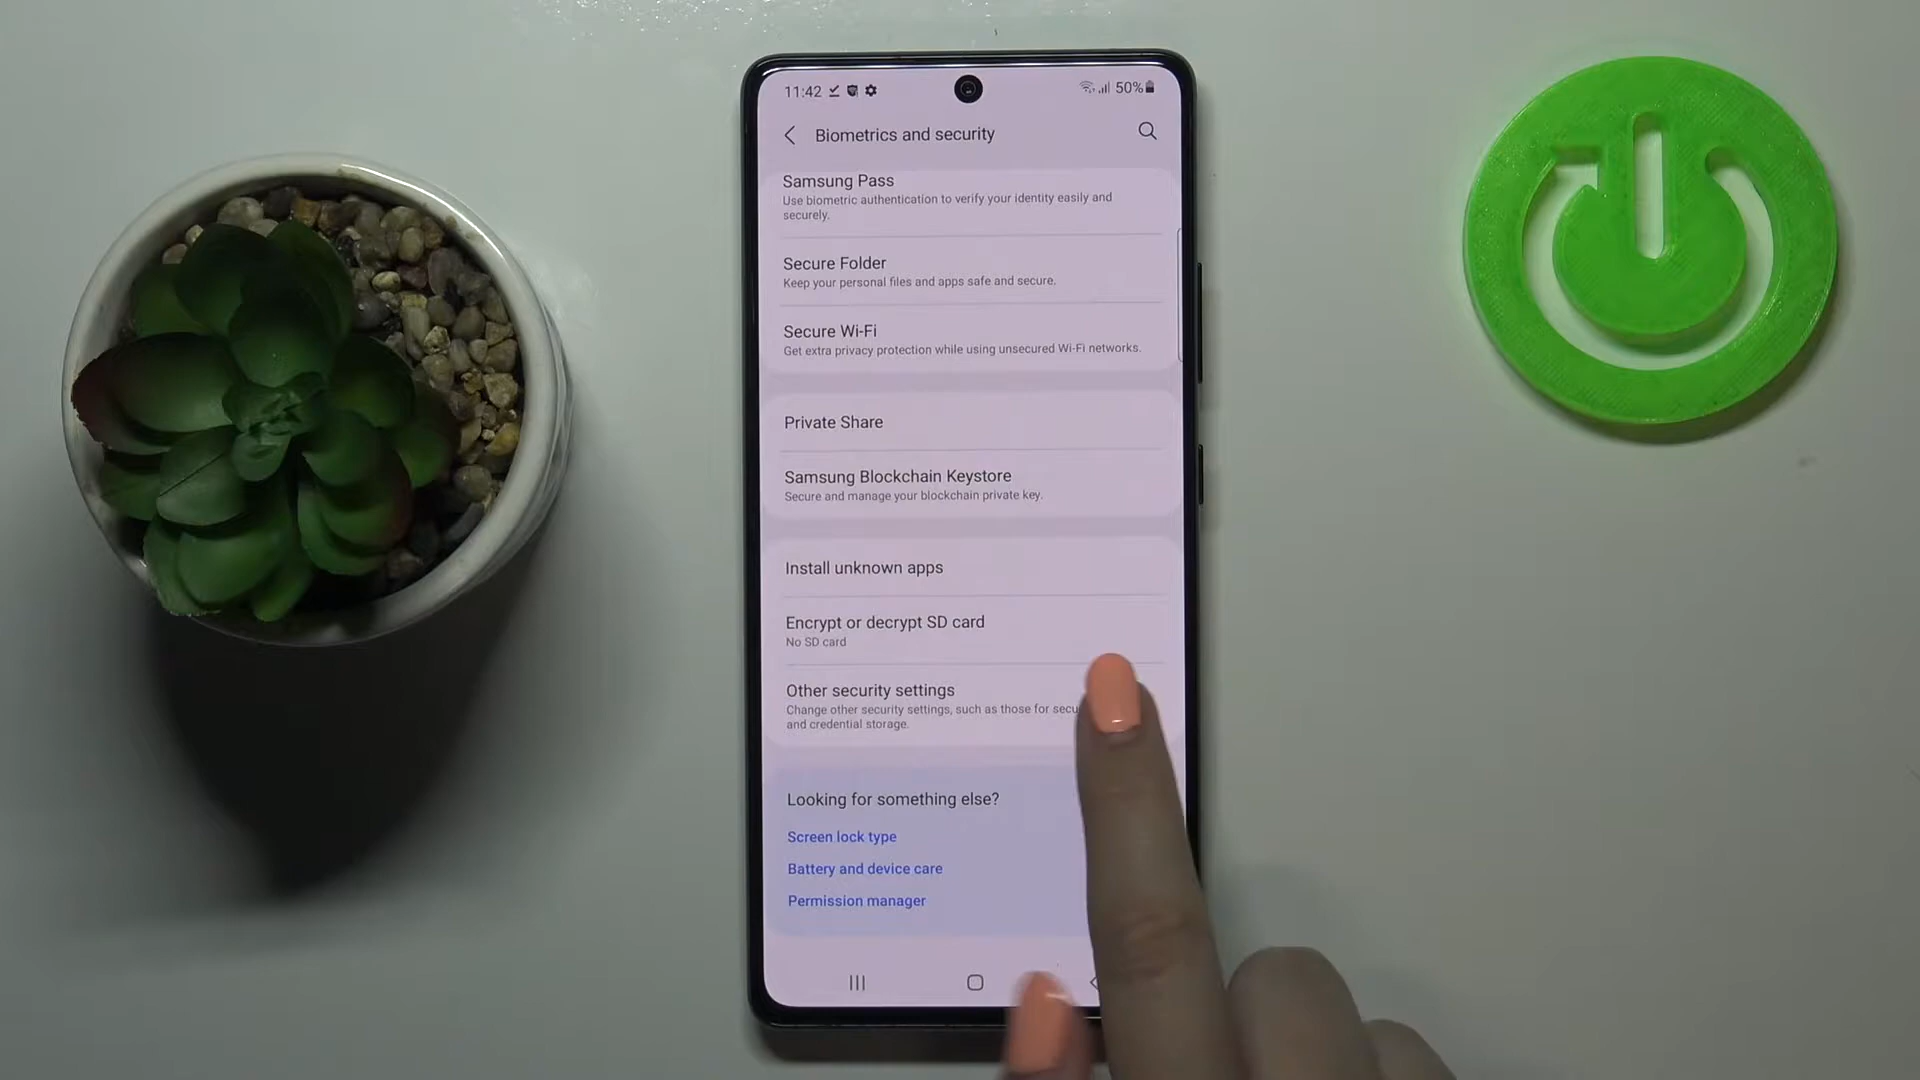 11:42
50%
Biometrics and security
Samsung Pass
Use biometric authentication to verify your identity easily and
securely.
Secure Folder
Keep your personal files and apps safe and secure.
Secure Wi-Fi
Get extra privacy protection while using unsecured Wi-Fi networks.
Private Share
Samsung Blockchain Keystore
Secure and manage your blockchain private key.
Install unknown apps
Encrypt or decrypt SD card
No SD card
Other security settings
Change other security settings, such as those for
and credential storage.
Looking for something else?
Screen lock type
Battery and device care
Permission manager